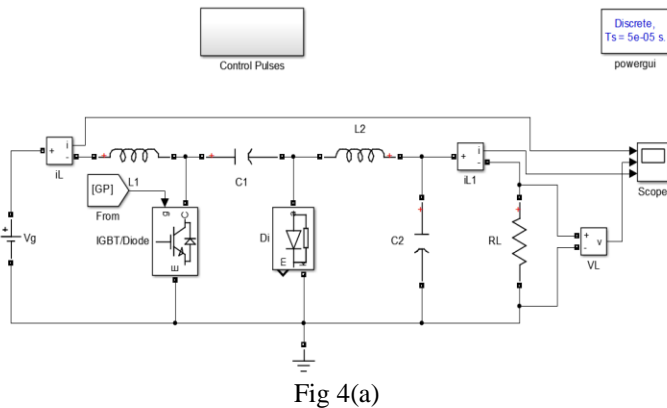 Discrete,
Ts = 5e-05 s.
powergui
Control Pulses
L2
+ i
-
iL
L1
C1
+ i
-
iL1
Scope
[GP]
From
g C
IGBT/Diode
E
a
Di
m
C2
RL
+
-
v
VL
+
Vg
Fig 4(a)